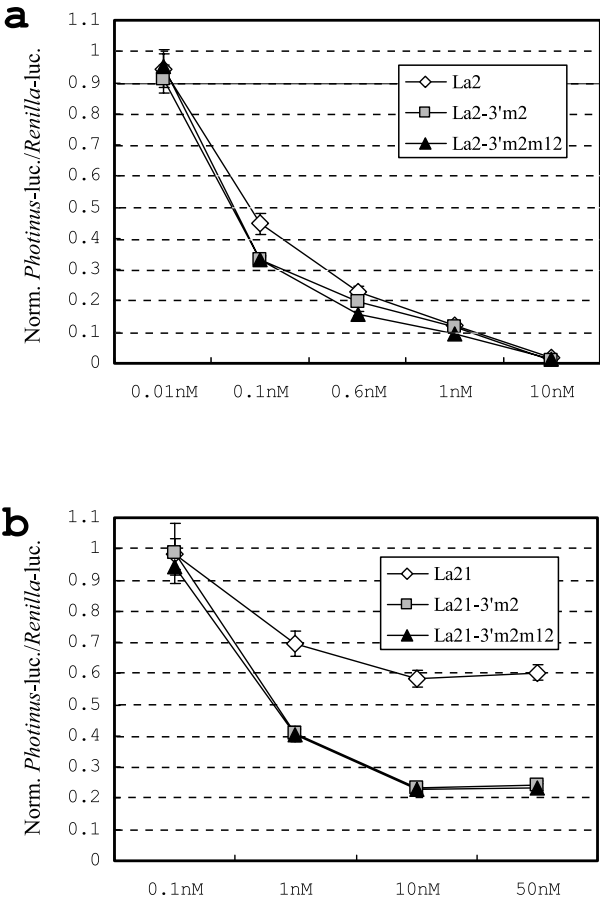 a
Norm. Photinus-luc./Renilla-luc.
1.1
1
0.9
0.8
0.7
0.6
0.5
0.4
0.3
0.2
0.1
0
La2
La2-3'm2
La2-3'm2m12
0.01nM 0.1nM 0.6nM 1nM 10nM
b
Norm. Photinus-luc./Renilla-luc.
1.1
1
0.9
0.8
0.7
0.6
0.5
0.4
0.3
0.2
0.1
0
La21
La21-3'm2
La21-3'm2m12
0.1nM 1nM 10nM 50nM